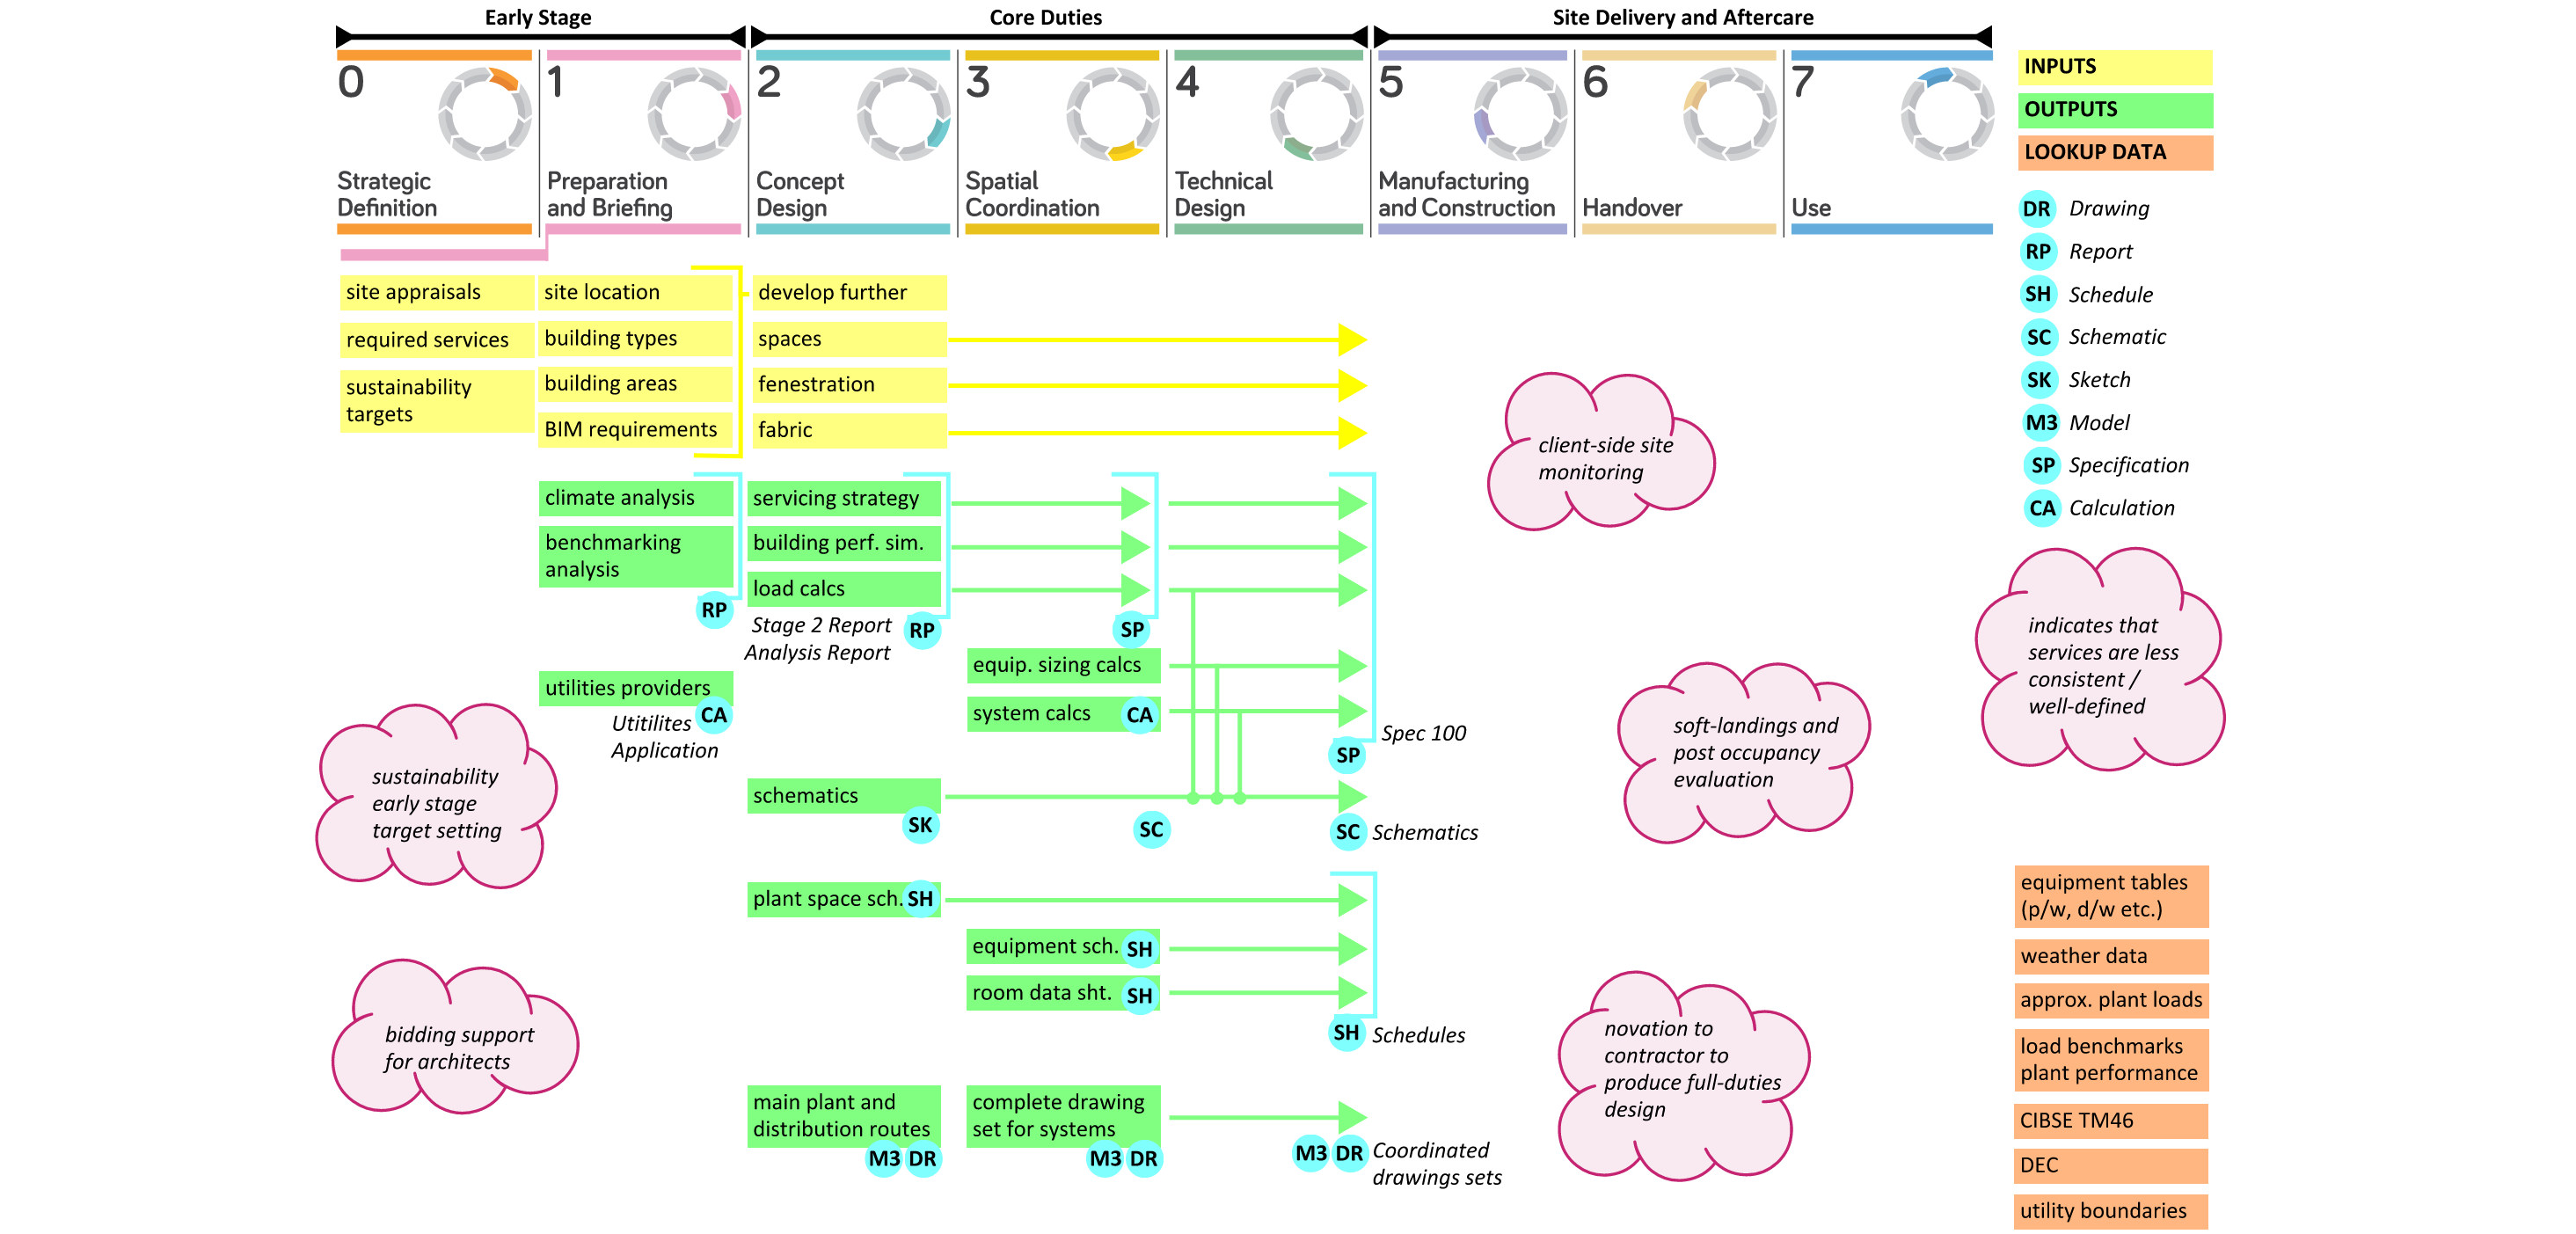 Early Stage
Core Duties
Site Delivery and Aftercare
0
1
2
3
4
5
6
7
Strategic
Definition
Preparation
and Briefing
Concept
Design
Spatial
Coordination
Technical
Design
Manufacturing
and Construction
Handover
Use
INPUTS
OUTPUTS
LOOKUP DATA
DR Drawing
RP Report
SH Schedule
SC Schematic
SK Sketch
M3 Model
SP Specification
CA Calculation
site appraisals
required services
sustainability
targets
site location
building types
building areas
BIM requirements
develop further
spaces
fenestration
fabric
climate analysis
benchmarking
analysis
RP
servicing strategy
building perf. sim.
load calcs
Stage 2 Report
Analysis Report
RP
SP
equip. sizing calcs
system calcs CA
SP
Spec 100
utilities providers
CA
Utitilites
Application
schematics
SK
SC
SC Schematics
plant space sch. SH
equipment sch. SH
room data sht. SH
SH Schedules
main plant and
distribution routes
M3 DR
complete drawing
set for systems
M3 DR
M3 DR
Coordinated
drawings sets
sustainability
early stage
target setting
bidding support
for architects
client-side site
monitoring
soft-landings and
post occupancy
evaluation
novation to
contractor to
produce full-duties
design
indicates that
services are less
consistent /
well-defined
equipment tables
(p/w, d/w etc.)
weather data
approx. plant loads
load benchmarks
plant performance
CIBSE TM46
DEC
utility boundaries